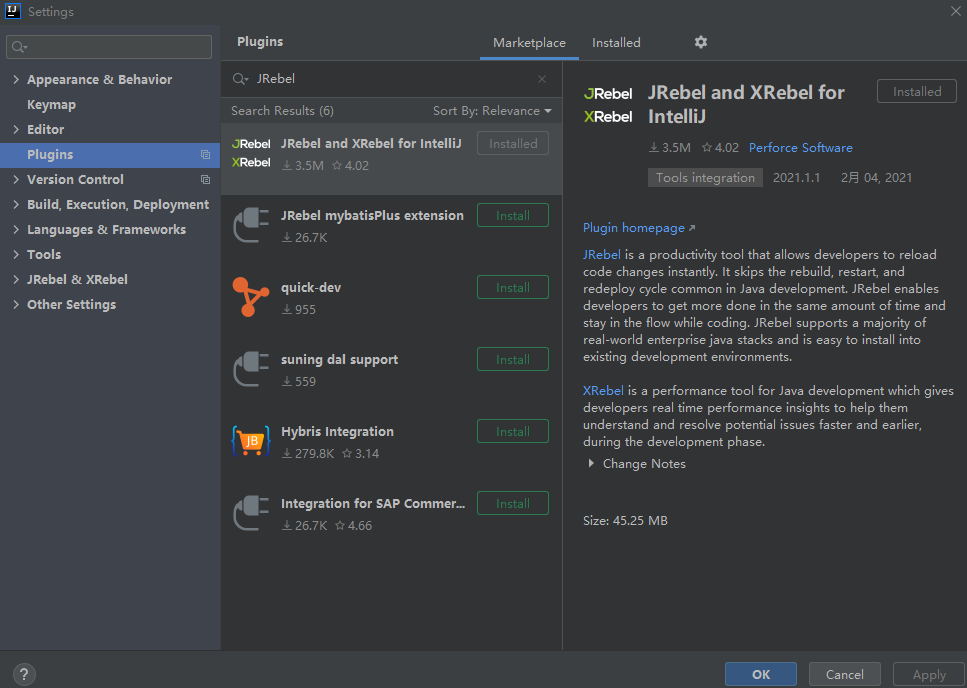 Settings
Appearance & Behavior
Keymap
Editor
Plugins
Version Control
Build, Execution, Deployment
Languages & Frameworks
Tools
JRebel & XRebel
Other Settings
Plugins
Marketplace
Installed
JRebel
Search Results (6)
Sort By: Relevance
JRebel
XRebel
JRebel and XRebel for IntelliJ
Installed
3.5M
4.02
JRebel mybatisPlus extension
Install
26.7K
quick-dev
Install
955
suning dal support
Install
559
JB
Hybris Integration
Install
279.8K
3.14
Integration for SAP Commer...
Install
26.7K
4.66
JRebel
XRebel
JRebel and XRebel for
IntelliJ
Installed
3.5M
4.02
Perforce Software
Tools integration
2021.1.1
2月 04, 2021
Plugin homepage
JRebel is a productivity tool that allows developers to reload
code changes instantly. It skips the rebuild, restart, and
redeploy cycle common in Java development. JRebel enables
developers to get more done in the same amount of time and
stay in the flow while coding. JRebel supports a majority of
real-world enterprise java stacks and is easy to install into
existing development environments.
XRebel is a performance tool for Java development which gives
developers real time performance insights to help them
understand and resolve potential issues faster and earlier,
during the development phase.
Change Notes
Size: 45.25 MB
?
OK
Cancel
Apply